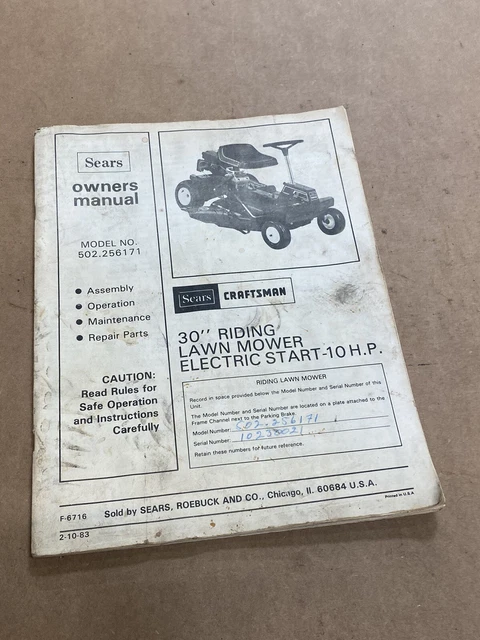 Sears
owners
manual
MODEL NO.
502.256171
• Assembly
• Operation
• Maintenance
• Repair Parts
CAUTION:
Read Rules for
Safe Operation
and Instructions
Carefully
Sears CRAFTSMAN
30" RIDING
LAWN MOWER
ELECTRIC START-10 H.P.
RIDING LAWN MOWER
Record in space provided below the Model Number and Serial Number of this
Unit.
The Model Number and Serial Number are located on a plate attached to the
Frame Channel next to the Parking Brake.
Model Number 502.256171
Serial Number
Retain these numbers for future reference.
F-6716
Sold by SEARS, ROEBUCK AND CO., Chicago, Il. 60684 U.S.A.
Printed in U.S.A
2-10-83